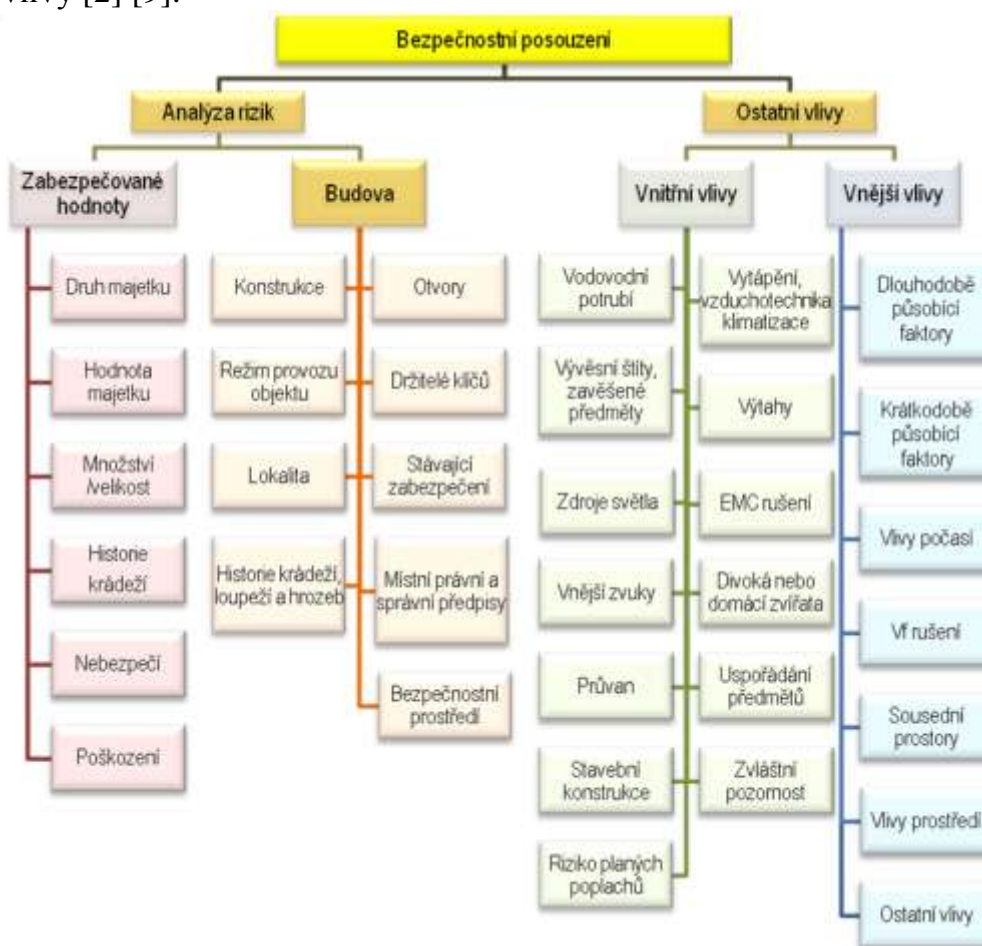 vlivy [2] [9].
Bezpečnostní posouzení
Analýza rizik
Ostatní vlivy
Zabezpečované
hodnoty
Budova
Vnitřní vlivy
Vnější vlivy
Druh majetku
Hodnota
majetku
Množství
/velikost
Historie
krádeží
Nebezpečí
Poškození
Konstrukce
Otvory
Režim provozu
objektu
Držitelé klíčů
Lokalita
Stávající
zabezpečení
Historie krádeží,
loupeží a hrozeb
Místní právní a
správní předpisy
Bezpečnostní
prostředí
Vodovodní
potrubí
Vytápění,
vzduchotechnika
klimatizace
Vývěsní štíty,
zavěšené
předměty
Výtahy
Zdroje světla
EMC rušení
Vnější zvuky
Divoká nebo
domácí zvířata
Průvan
Uspořádání
předmětů
Stavební
konstrukce
Zvláštní
pozornost
Riziko planých
poplachů
Dlouhodobě
působící
faktory
Krátkodobě
působící
faktory
Vlivy počasí
Vf rušení
Sousední
prostory
Vlivy prostředí
Ostatní vlivy